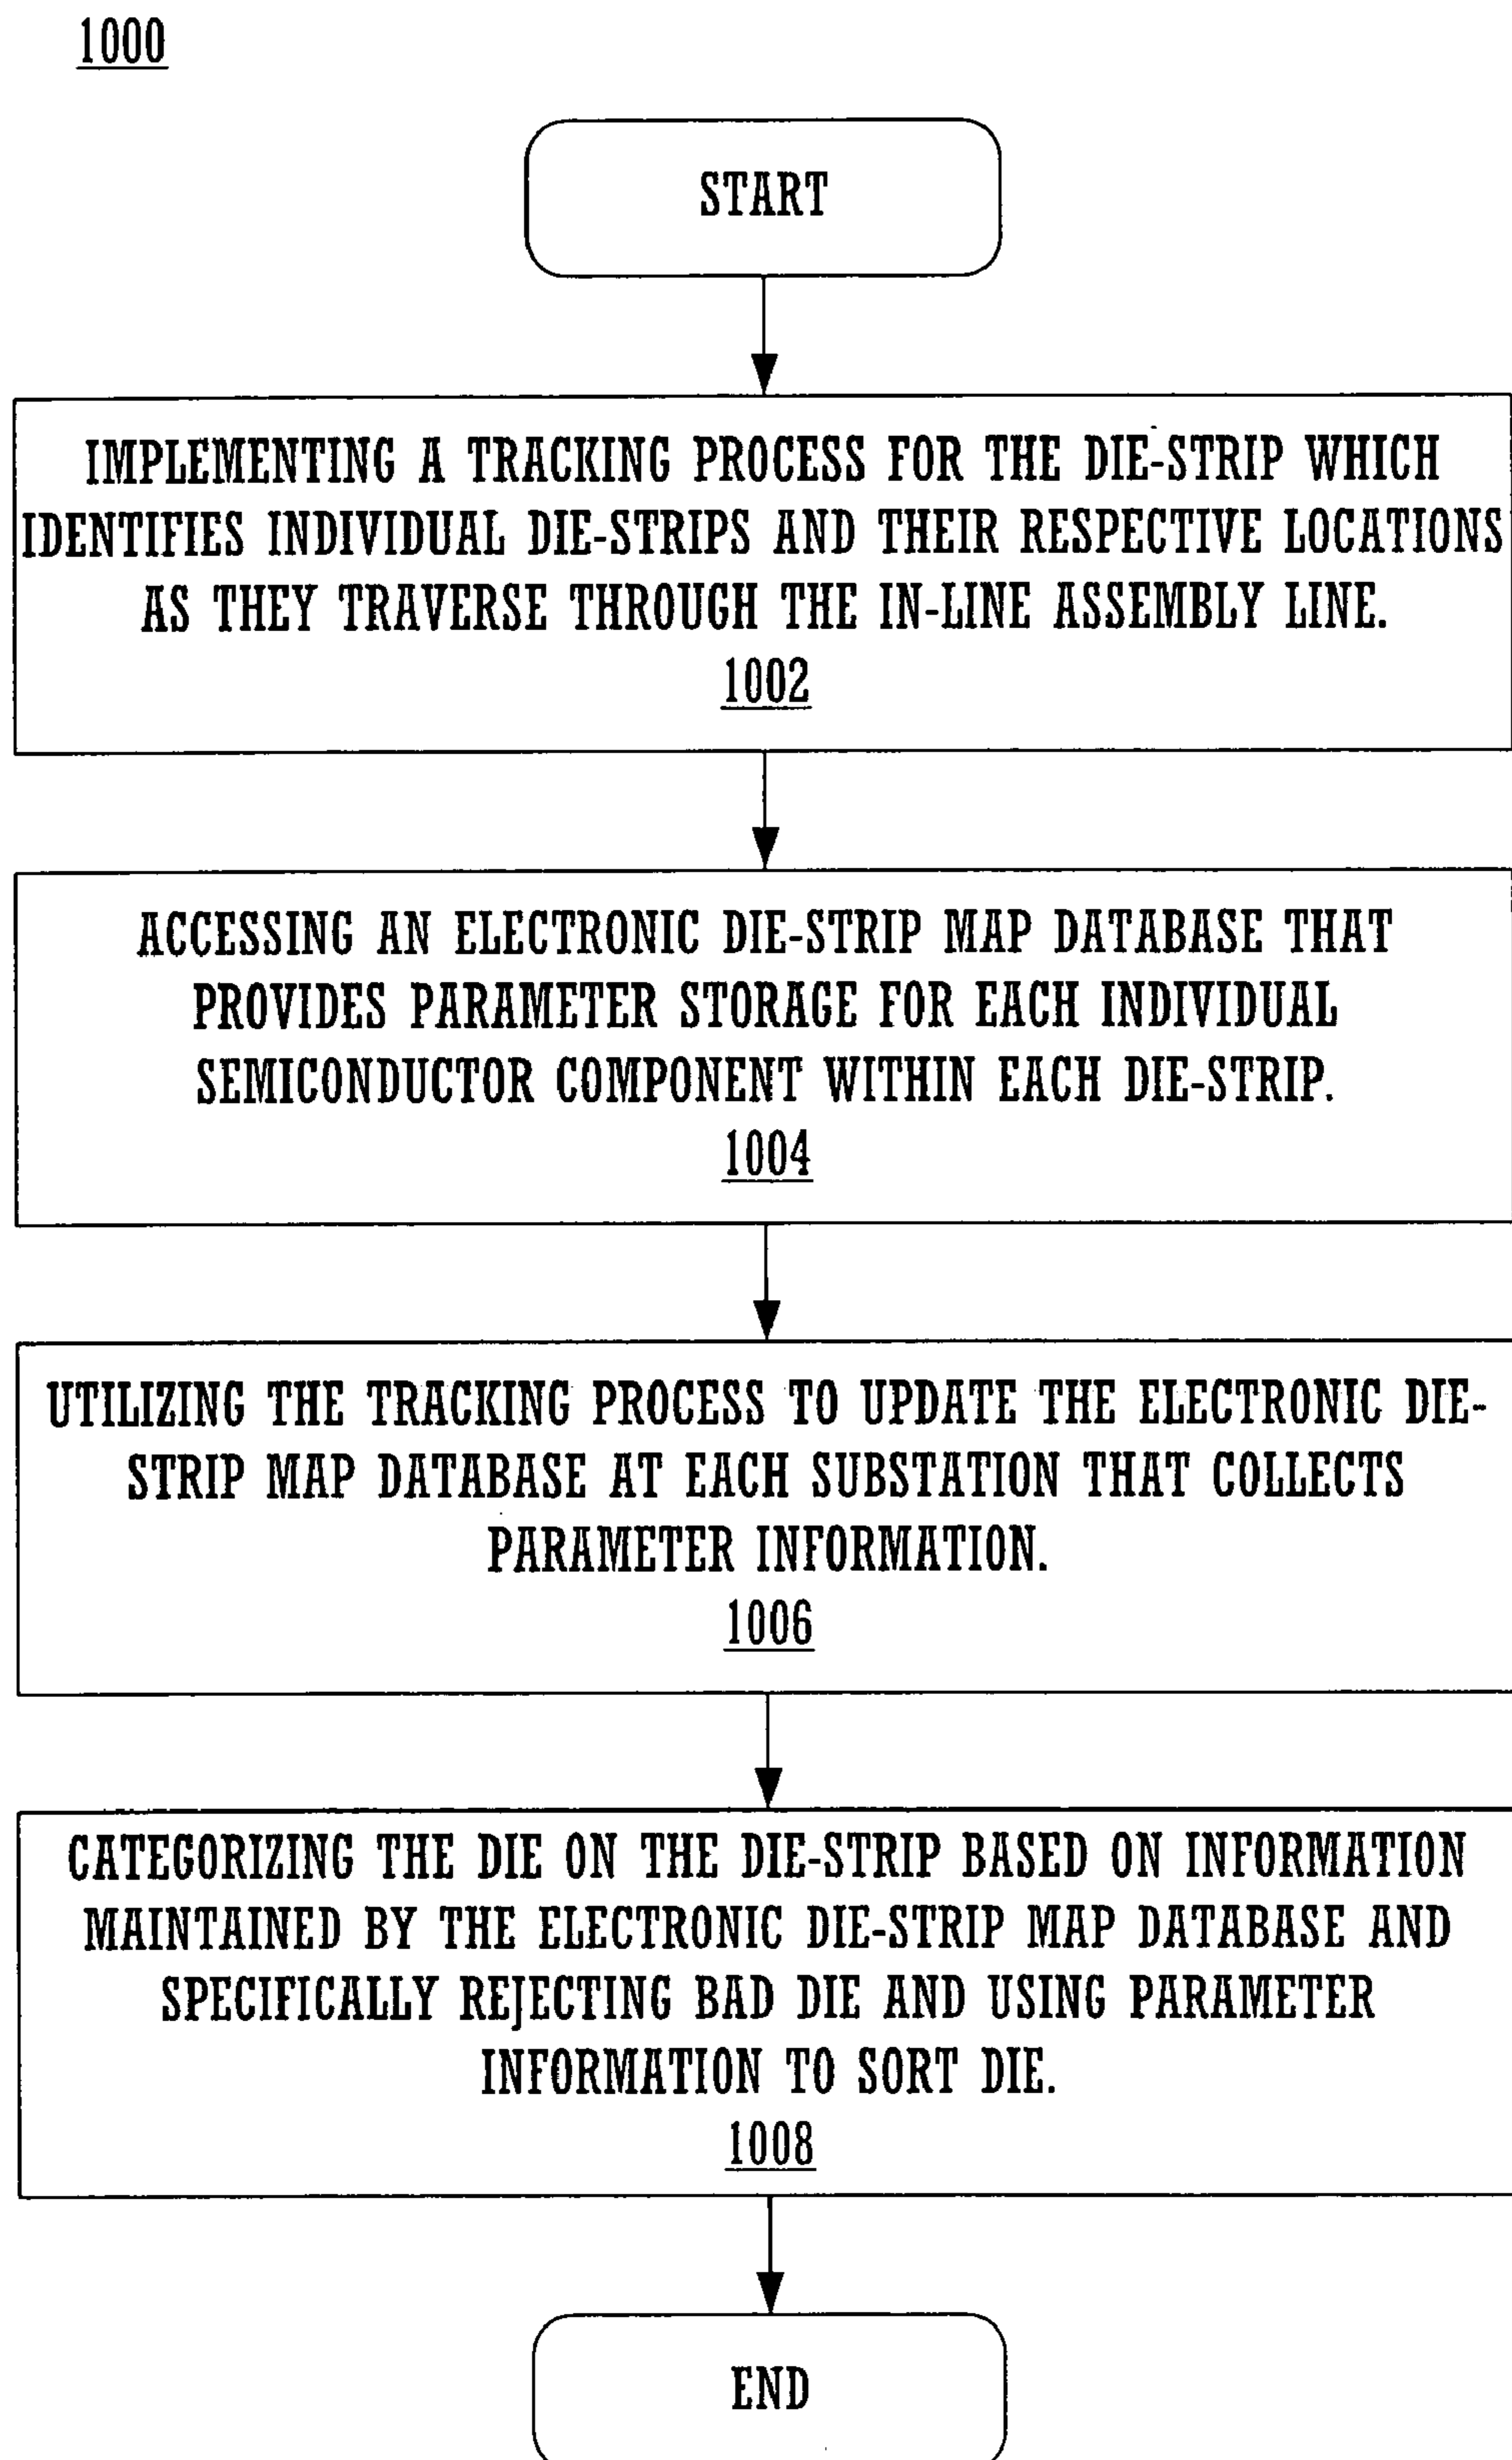 1000
START
IMPLEMENTING A TRACKING PROCESS FOR THE DIE-STRIP WHICH
IDENTIFIES INDIVIDUAL DIE-STRIPS AND THEIR RESPECTIVE LOCATIONS
AS THEY TRAVERSE THROUGH THE IN-LINE ASSEMBLY LINE.
1002
ACCESSING AN ELECTRONIC DIE-STRIP MAP DATABASE THAT
PROVIDES PARAMETER STORAGE FOR EACH INDIVIDUAL
SEMICONDUCTOR COMPONENT WITHIN EACH DIE-STRIP.
1004
UTILIZING THE TRACKING PROCESS TO UPDATE THE ELECTRONIC DIE-
STRIP MAP DATABASE AT EACH SUBSTATION THAT COLLECTS
PARAMETER INFORMATION.
1006
CATEGORIZING THE DIE ON THE DIE-STRIP BASED ON INFORMATION
MAINTAINED BY THE ELECTRONIC DIE-STRIP MAP DATABASE AND
SPECIFICALLY REJECTING BAD DIE AND USING PARAMETER
INFORMATION TO SORT DIE.
1008
END